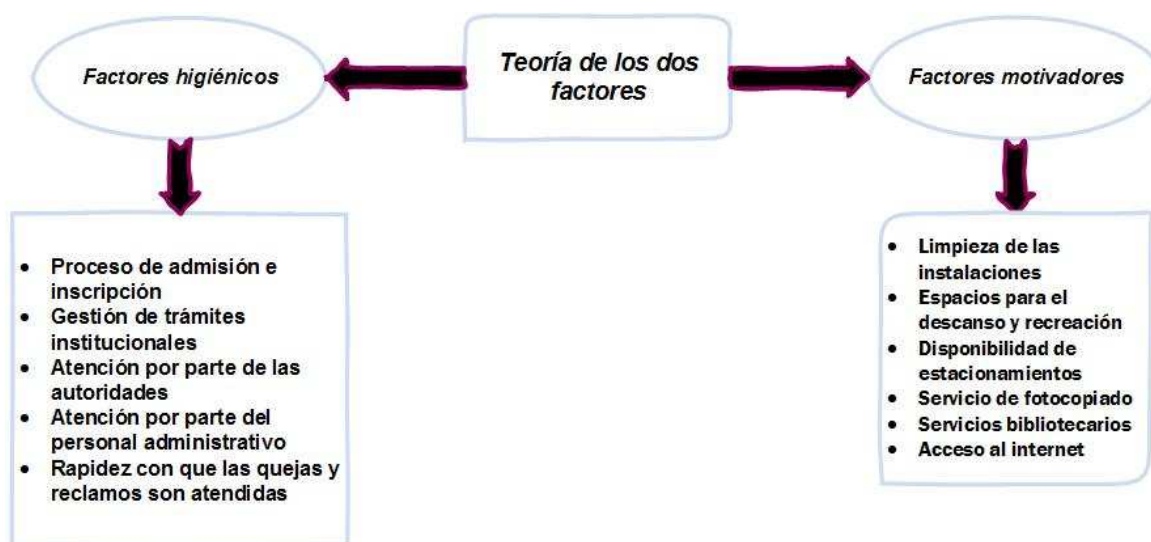 Factores higiénicos
Teoría de los dos
factores
Factores motivadores
• Proceso de admisión e
inscripción
• Gestión de trámites
institucionales
• Atención por parte de las
autoridades
• Atención por parte del
personal administrativo
• Rapidez con que las quejas y
reclamos son atendidas
• Limpieza de las
instalaciones
• Espacios para el
descanso y recreación
• Disponibilidad de
estacionamientos
• Servicio de fotocopiado
• Servicios bibliotecarios
• Acceso al internet